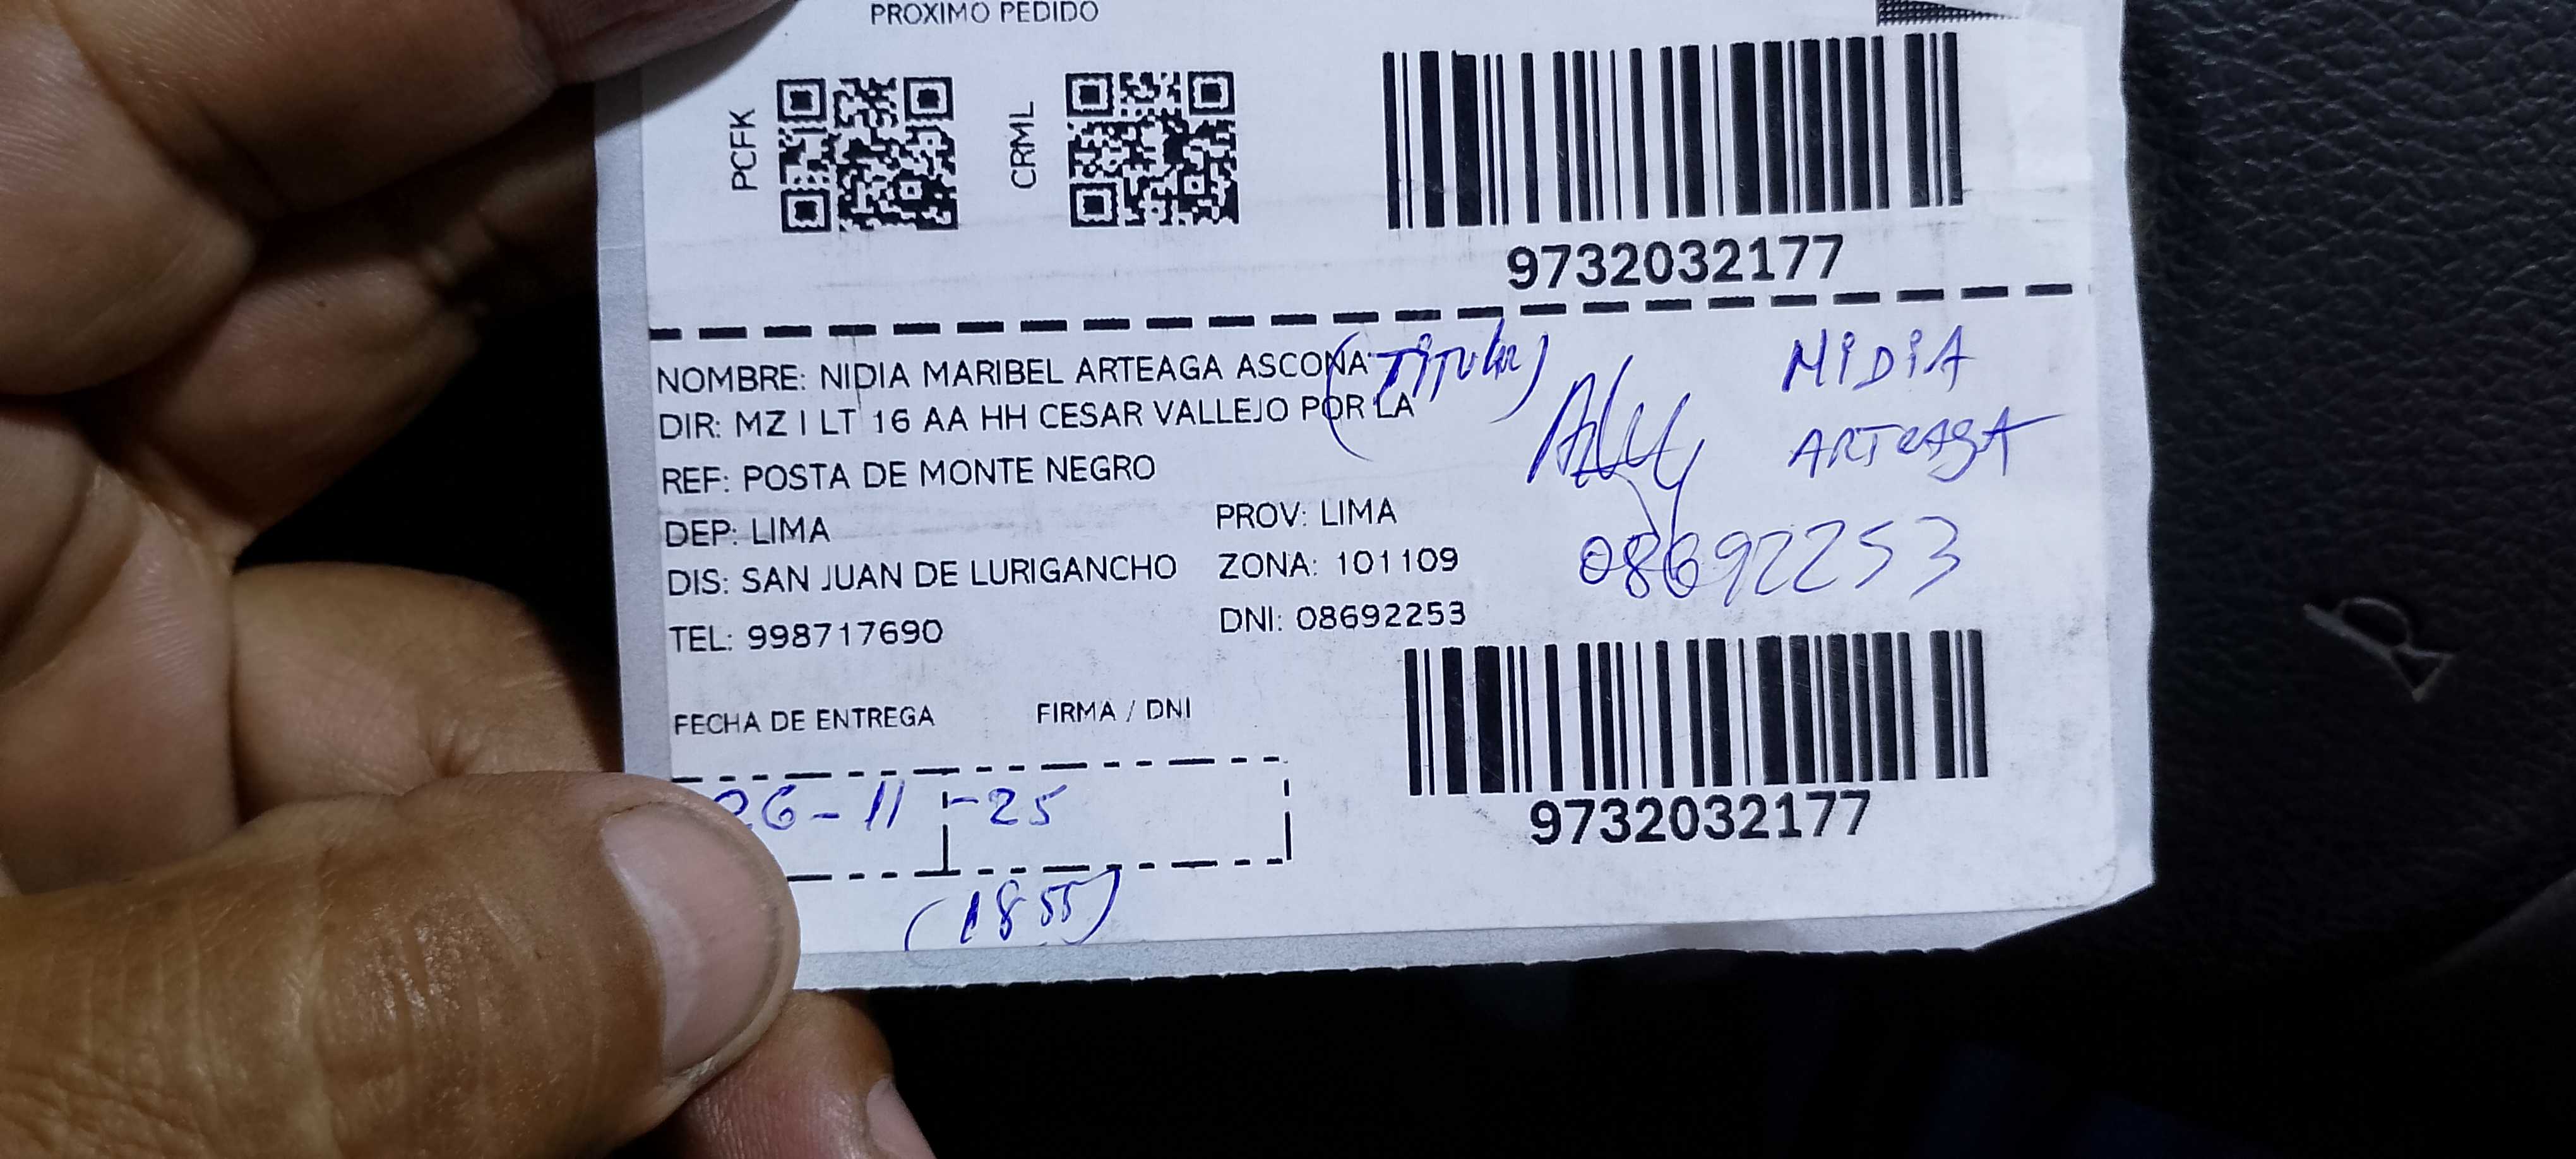 PROXIMO PEDIDO
PCFK
CRML
9732032177
NOMBRE: NIDIA MARIBEL ARTEAGA ASCONA (Titular)
DIR: MZ I LT 16 AA HH CESAR VALLEJO POR LA
REF: POSTA DE MONTE NEGRO
NIDIA
ARTEAGA
DEP: LIMA PROV: LIMA
08692253
DIS: SAN JUAN DE LURIGANCHO ZONA: 101109
TEL: 998717690 DNI: 08692253
FECHA DE ENTREGA FIRMA / DNI
26-11-25
9732032177
(1855)